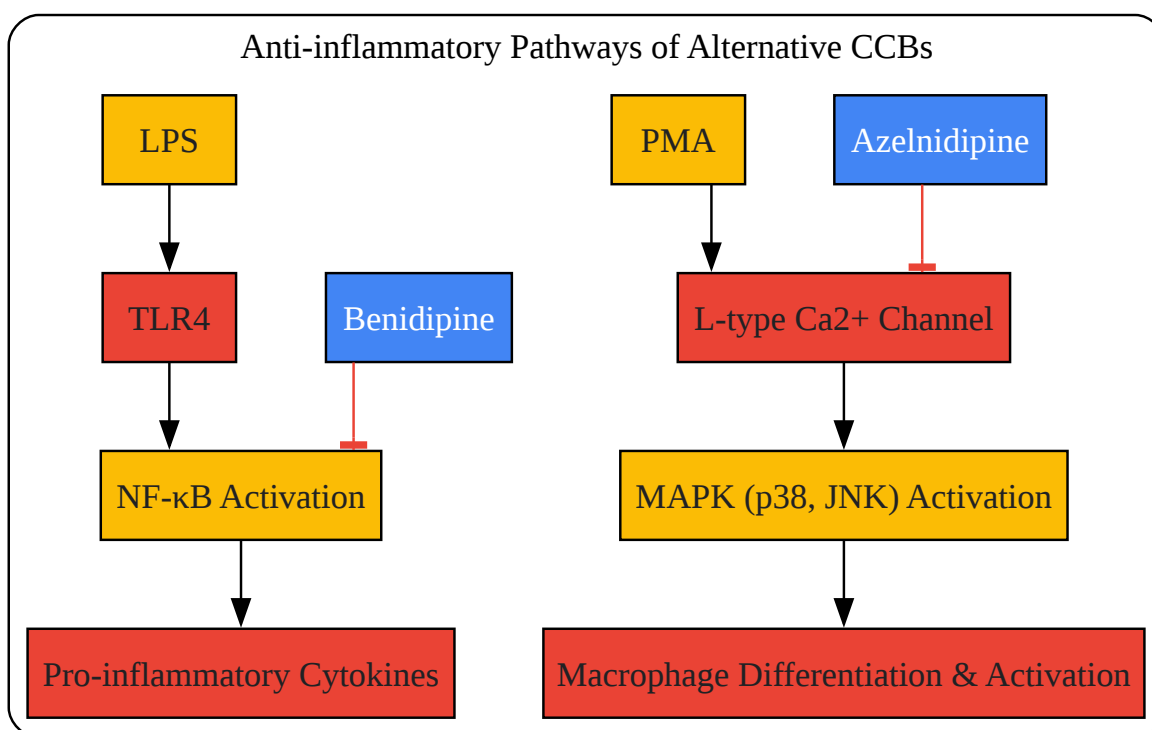 Anti-inflammatory Pathways of Alternative CCBs
LPS
PMA
Azelnidipine
TLR4
Benidipine
L-type Ca2+ Channel
NF-κB Activation
MAPK (p38, JNK) Activation
Pro-inflammatory Cytokines
Macrophage Differentiation & Activation